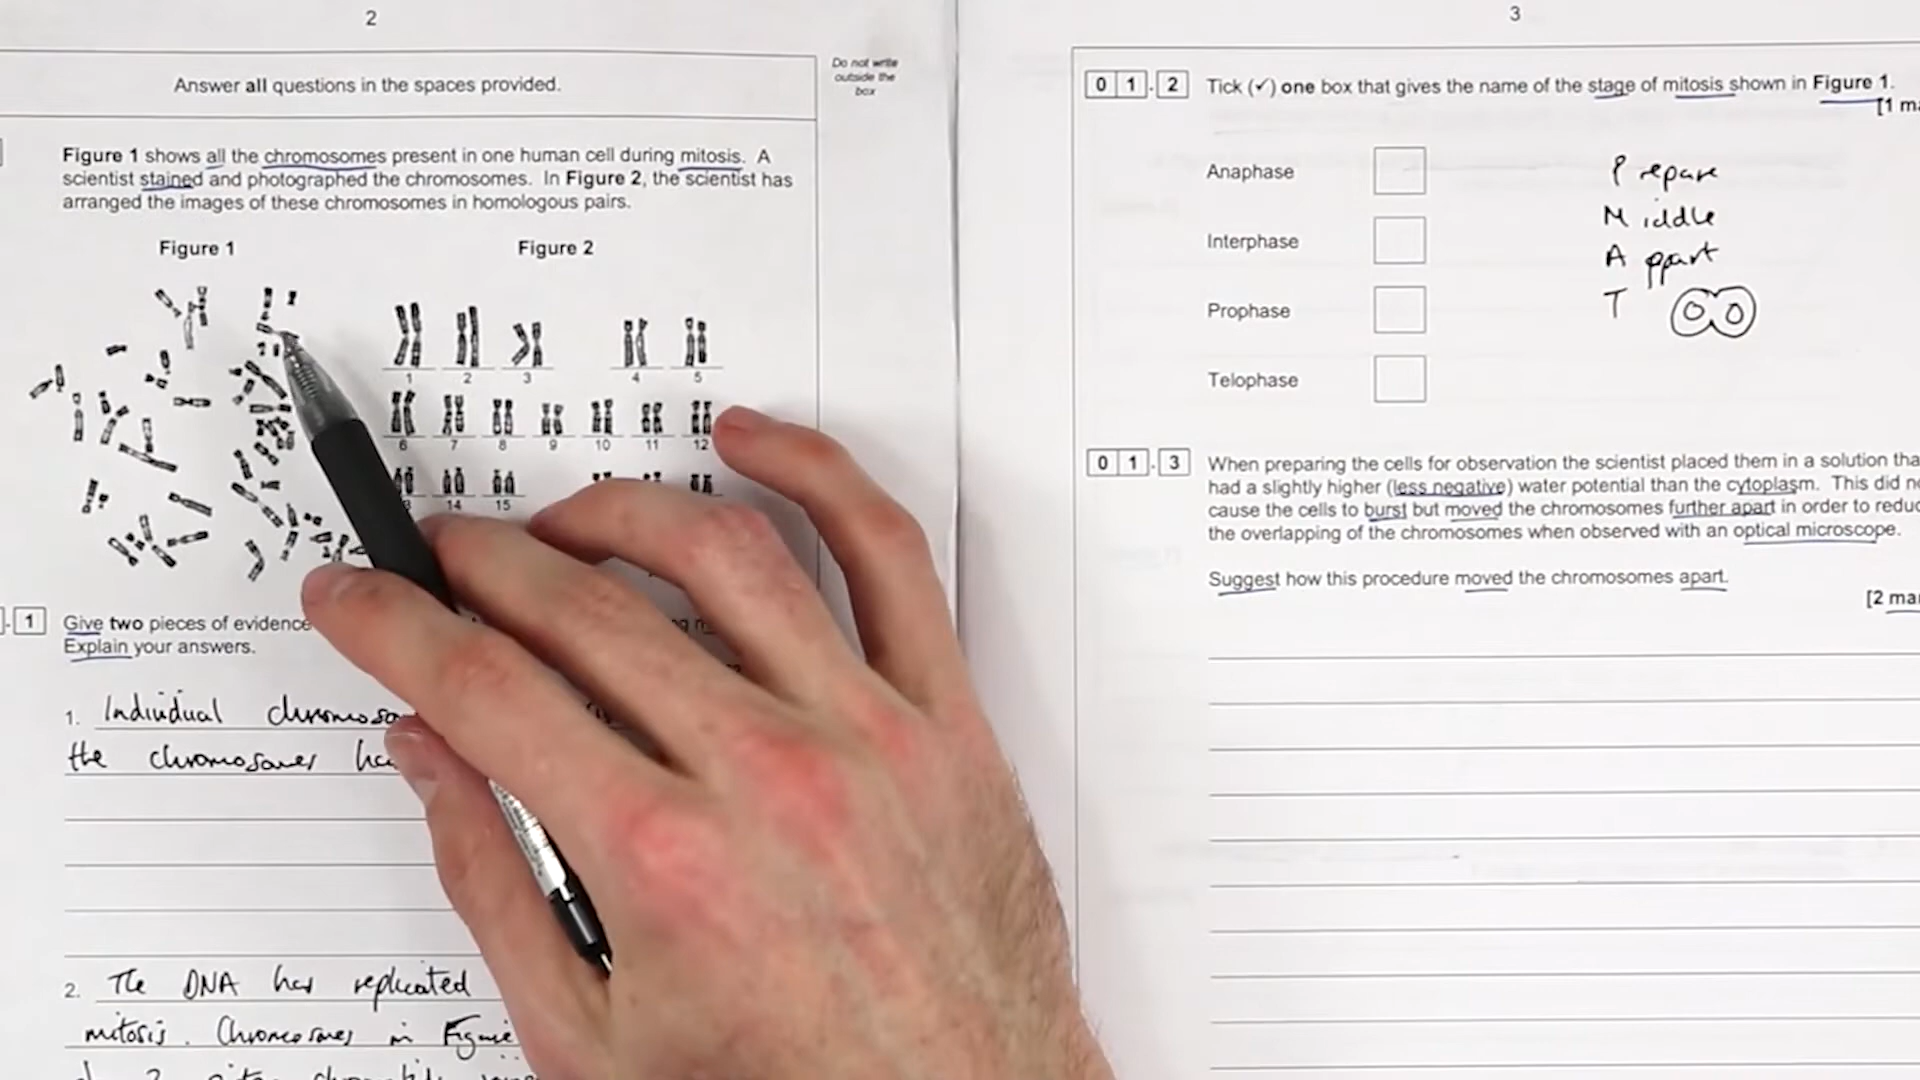 2
Answer all questions in the spaces provided.
Do not write
outside the
box
Figure 1 shows all the chromosomes present in one human cell during mitosis. A
scientist stained and photographed the chromosomes. In Figure 2, the scientist has
arranged the images of these chromosomes in homologous pairs.
Figure 1
Figure 2
1 2 3 4 5
6 7 8 9 10 11 12
14 15
. 1 Give two pieces of evidence
Explain your answers.
1. Individual
the chromosomes
2. The DNA has replicated
mitosis. Chromosomes in
3
0 1 . 2 Tick (✓) one box that gives the name of the stage of mitosis shown in Figure 1.
[1
Anaphase
Interphase
Prophase
Telophase
Prepare
Middle
Appart
T
0 1 . 3 When preparing the cells for observation the scientist placed them in a solution
had a slightly higher (less negative) water potential than the cytoplasm. This did
cause the cells to burst but moved the chromosomes further apart in order to
the overlapping of the chromosomes when observed with an optical microscope.
Suggest how this procedure moved the chromosomes apart.
[2